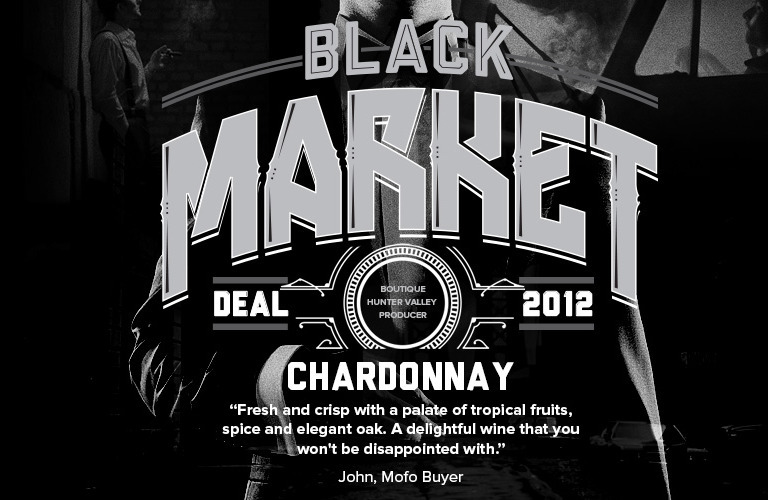 BLACK
MARKET
DEAL
BOUTIQUE
HUNTER VALLEY
PRODUCER
2012
CHARDONNAY
“Fresh and crisp with a palate of tropical fruits,
spice and elegant oak. A delightful wine that you
won't be disappointed with.”
John, Mofo Buyer